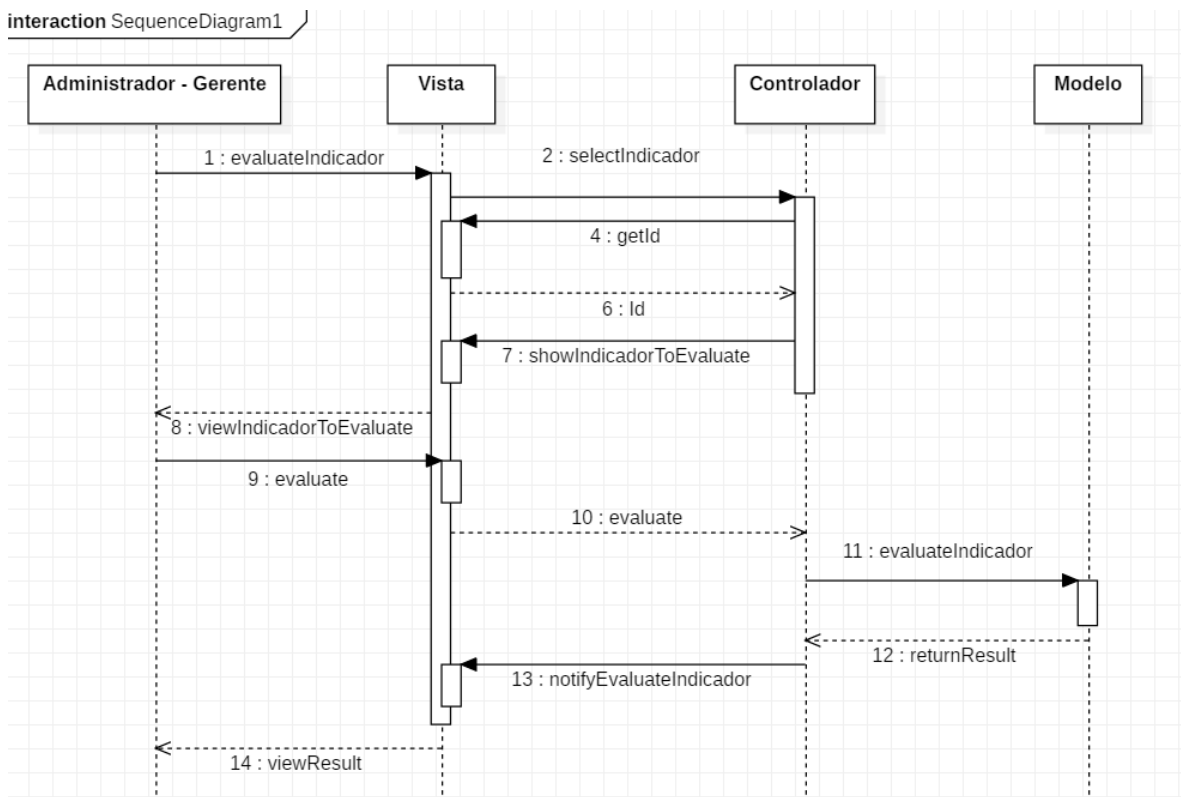 interaction SequenceDiagram1
Administrador - Gerente
Vista
Controlador
Modelo
1 : evaluateIndicador
2 : selectIndicador
4 : getId
6 : Id
7 : showIndicadorToEvaluate
8 : viewIndicadorToEvaluate
9 : evaluate
10 : evaluate
11 : evaluateIndicador
12 : returnResult
13 : notifyEvaluateIndicador
14 : viewResult